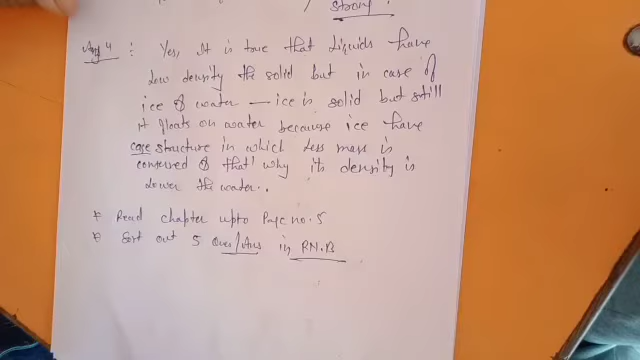 strong
Ans 4 : Yes, It is true that Liquids have
low density the solid but in case of
ice & water — ice is solid but still
it floats on water because ice have
cage structure in which less mass is
conserved & that' why its density is
lower the water..
* Read chapter upto Page no. 5
* Sort out 5 Ques/Ans in R.N.B